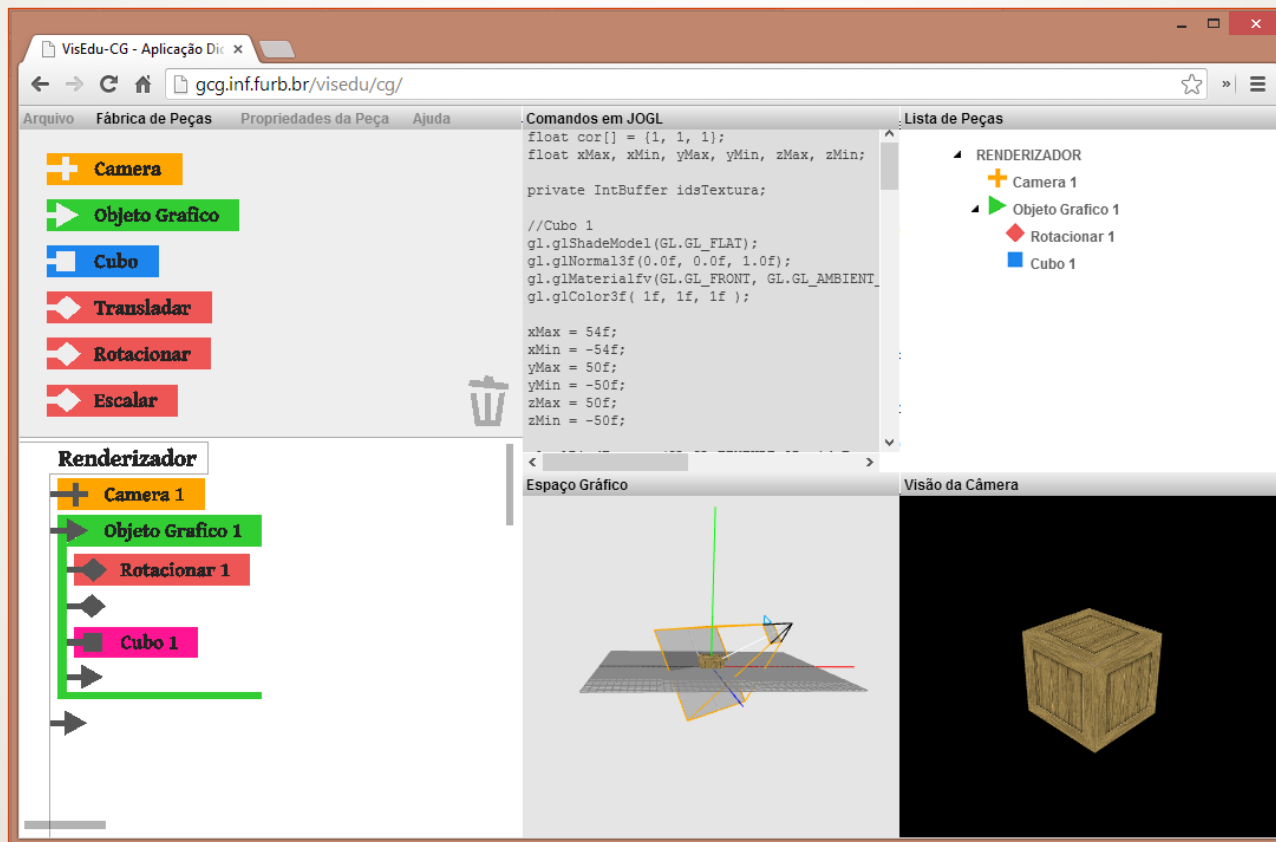 VisEdu-CG - Aplicação Dic
gcg.inf.furb.br/visedu/cg/
Arquivo Fábrica de Peças Propriedades da Peça Ajuda
Camera
Objeto Grafico
Cubo
Transladar
Rotacionar
Escalar
Renderizador
Camera 1
Objeto Grafico 1
Rotacionar 1
Cubo 1
Comandos em JOGL
float cor[] = {1, 1, 1};
float xMax, xMin, yMax, yMin, zMax, zMin;
private IntBuffer idsTextura;
//Cubo 1
gl.glShadeModel(GL.GL_FLAT);
gl.glNormal3f(0.0f, 0.0f, 1.0f);
gl.glMaterialfv(GL.GL_FRONT, GL.GL_AMBIENT_
gl.glColor3f( 1f, 1f, 1f );
xMax = 54f;
xMin = -54f;
yMax = 50f;
yMin = -50f;
zMax = 50f;
zMin = -50f;
Lista de Peças
RENDERIZADOR
Camera 1
Objeto Grafico 1
Rotacionar 1
Cubo 1
Espaço Gráfico
Visão da Câmera